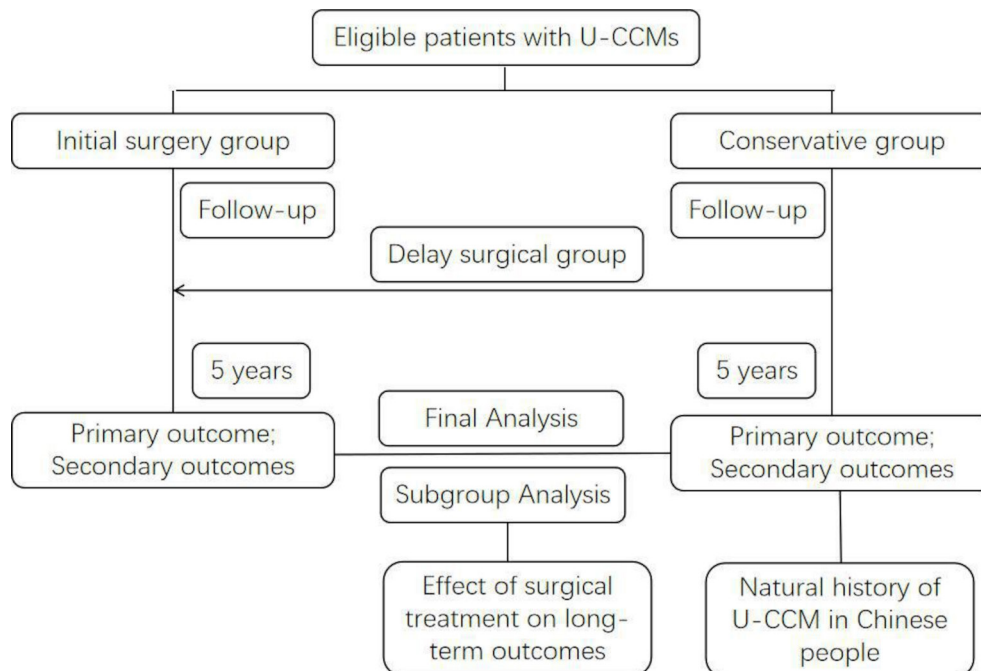 Eligible patients with U-CCMs
Initial surgery group
Conservative group
Follow-up
Follow-up
Delay surgical group
5 years
5 years
Final Analysis
Primary outcome;
Secondary outcomes
Primary outcome;
Secondary outcomes
Subgroup Analysis
Effect of surgical
treatment on long-
term outcomes
Natural history of
U-CCM in Chinese
people